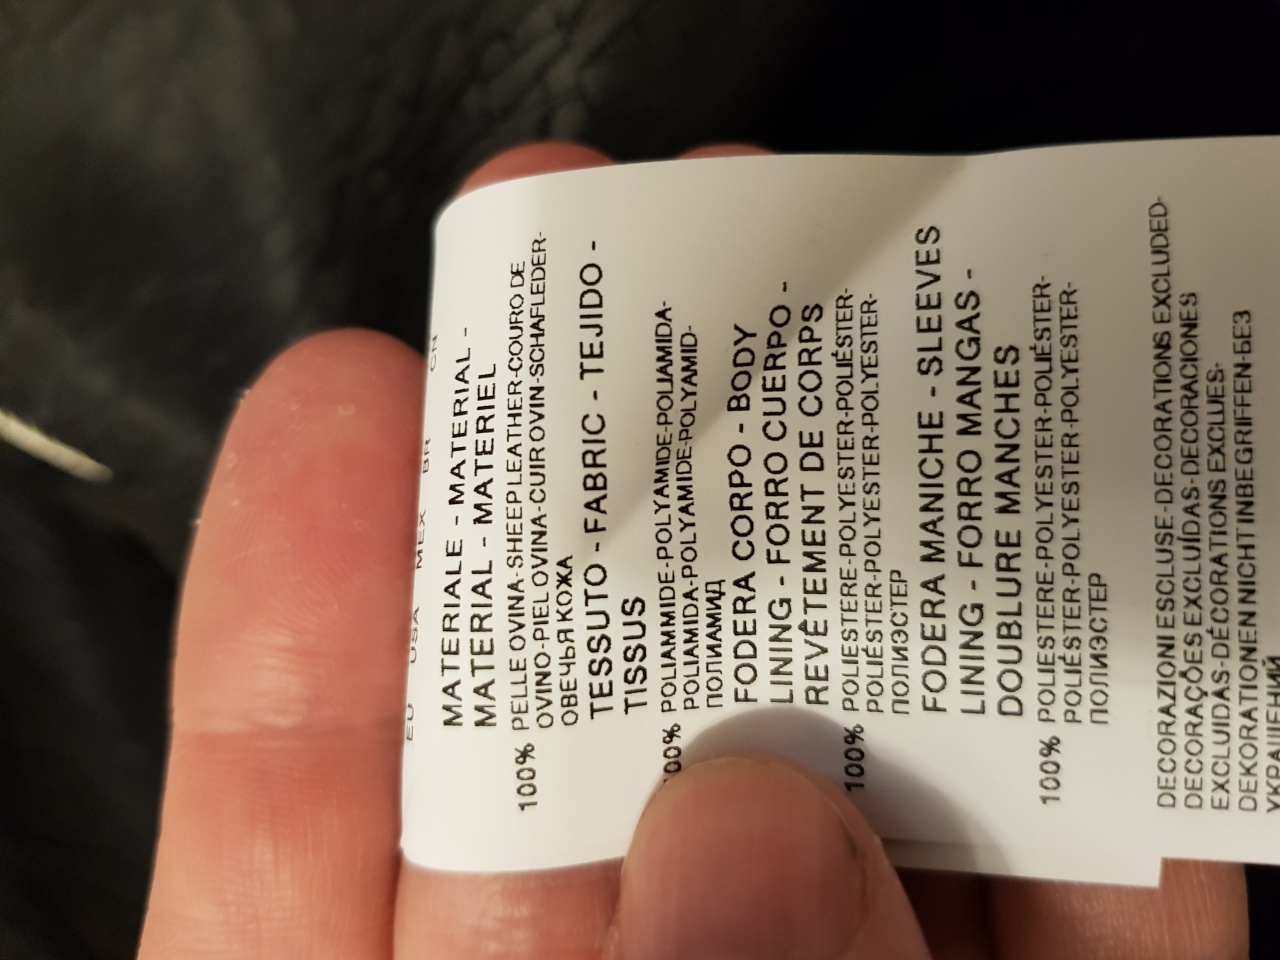 EU USA MEX BR CN
MATERIALE - MATERIAL -
MATERIAL - MATERIEL
100% PELLE OVINA-SHEEP LEATHER-COURO DE
OVINO-PIEL OVINA-CUIR OVIN-SCHAFLEDER-
ОВЕЧЬЯ КОЖА
TESSUTO - FABRIC - TEJIDO -
TISSUS
00% POLIAMMIDE-POLYAMIDE-POLIAMIDA-
POLIAMIDA-POLYAMIDE-POLYAMID-
ПОЛИАМИД
FODERA CORPO - BODY
LINING - FORRO CUERPO -
REVÊTEMENT DE CORPS
100% POLIESTERE-POLYESTER-POLIÉSTER-
POLIÉSTER-POLYESTER-POLYESTER-
ПОЛИЭСТЕР
FODERA MANICHE - SLEEVES
LINING - FORRO MANGAS -
DOUBLURE MANCHES
100% POLIESTERE-POLYESTER-POLIÉSTER-
POLIÉSTER-POLYESTER-POLYESTER-
ПОЛИЭСТЕР
DECORAZIONI ESCLUSE-DECORATIONS EXCLUDED-
DECORAÇÕES EXCLUÍDAS-DECORACIONES
EXCLUIDAS-DÉCORATIONS EXCLUES-
DEKORATIONEN NICHT INBEGRIFFEN-БЕЗ
УКРАШЕНИЙ